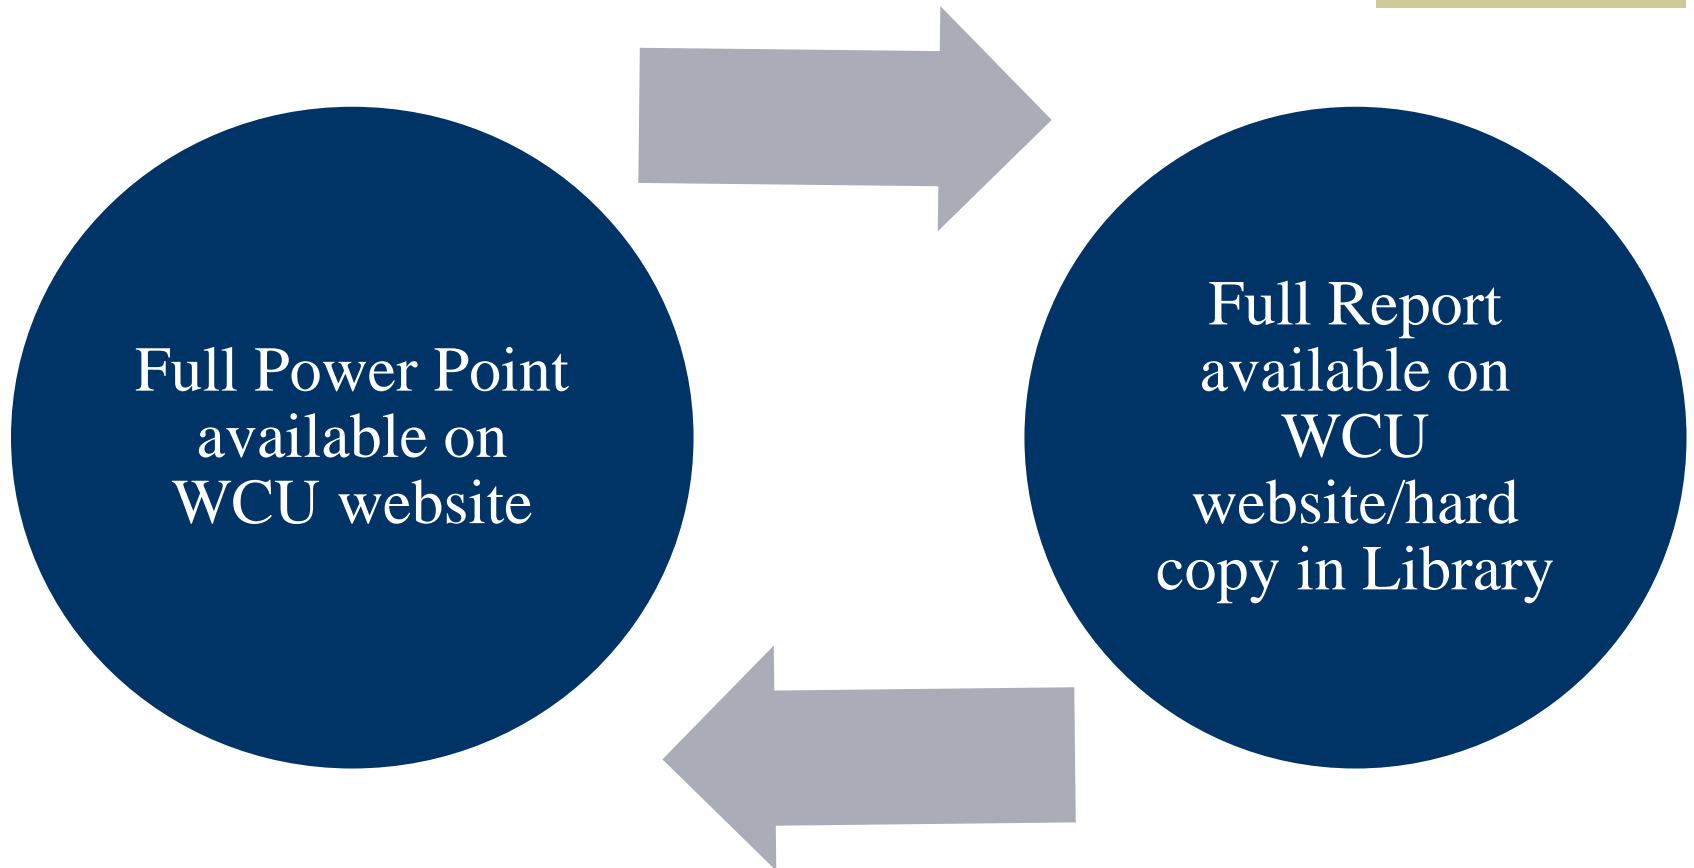 Full Power Point
available on
WCU website
Full Report
available on
WCU
website/hard
copy in Library